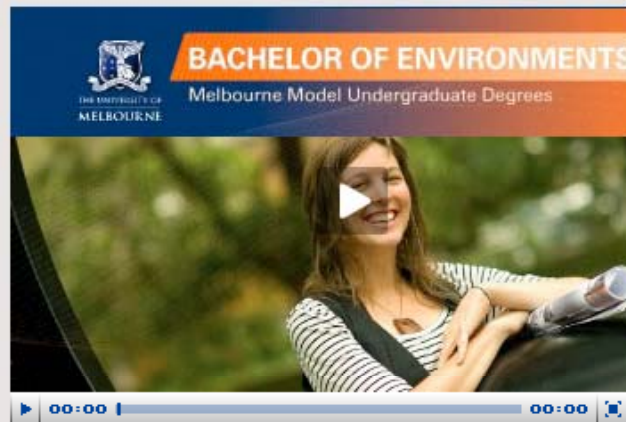 BACHELOR OF ENVIRONMENTS
Melbourne Model Undergraduate Degrees
THE UNIVERSITY OF
MELBOURNE
00:00
00:00